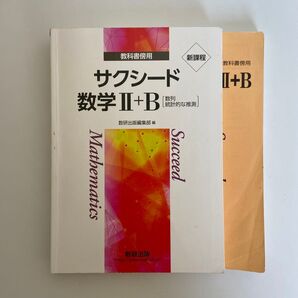 教科書傍用
新課程
サクシード
数学Ⅱ+B
数列
統計的な推測
数研出版編集部 編
Succeed
Mathematics
数研出版
教科書傍用
Ⅱ+B